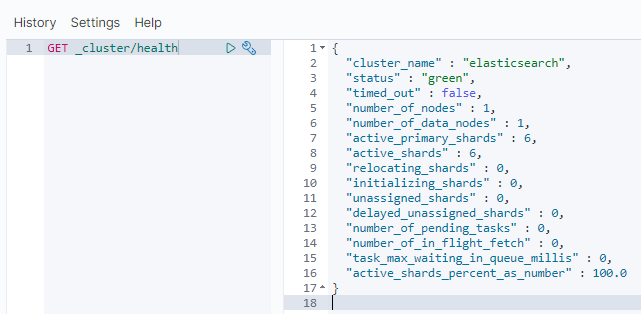 History Settings Help
1 GET _cluster/health
1 {
2 "cluster_name" : "elasticsearch",
3 "status" : "green",
4 "timed_out" : false,
5 "number_of_nodes" : 1,
6 "number_of_data_nodes" : 1,
7 "active_primary_shards" : 6,
8 "active_shards" : 6,
9 "relocating_shards" : 0,
10 "initializing_shards" : 0,
11 "unassigned_shards" : 0,
12 "delayed_unassigned_shards" : 0,
13 "number_of_pending_tasks" : 0,
14 "number_of_in_flight_fetch" : 0,
15 "task_max_waiting_in_queue_millis" : 0,
16 "active_shards_percent_as_number" : 100.0
17 }
18